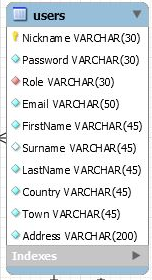 users
Nickname VARCHAR(30)
Password VARCHAR(30)
Role VARCHAR(30)
Email VARCHAR(50)
FirstName VARCHAR(45)
Surname VARCHAR(45)
LastName VARCHAR(45)
Country VARCHAR(45)
Town VARCHAR(45)
Address VARCHAR(200)
Indexes